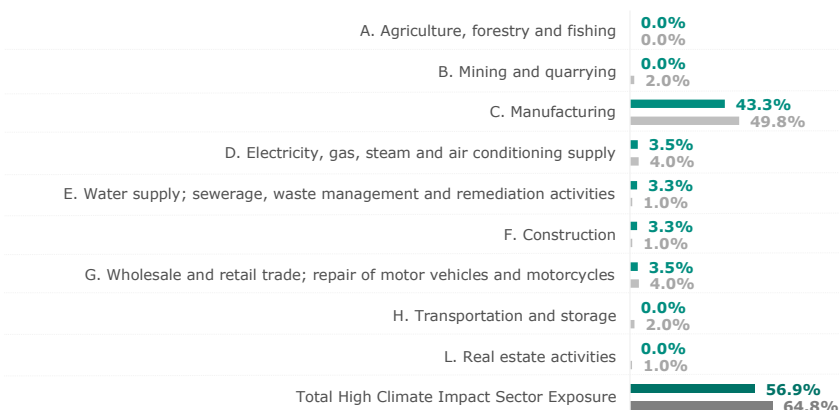 A. Agriculture, forestry and fishing
0.0%
0.0%
B. Mining and quarrying
0.0%
2.0%
C. Manufacturing
43.3%
49.8%
D. Electricity, gas, steam and air conditioning supply
3.5%
4.0%
E. Water supply; sewerage, waste management and remediation activities
3.3%
1.0%
F. Construction
3.3%
1.0%
G. Wholesale and retail trade; repair of motor vehicles and motorcycles
3.5%
4.0%
H. Transportation and storage
0.0%
2.0%
L. Real estate activities
0.0%
1.0%
Total High Climate Impact Sector Exposure
56.9%
64.8%